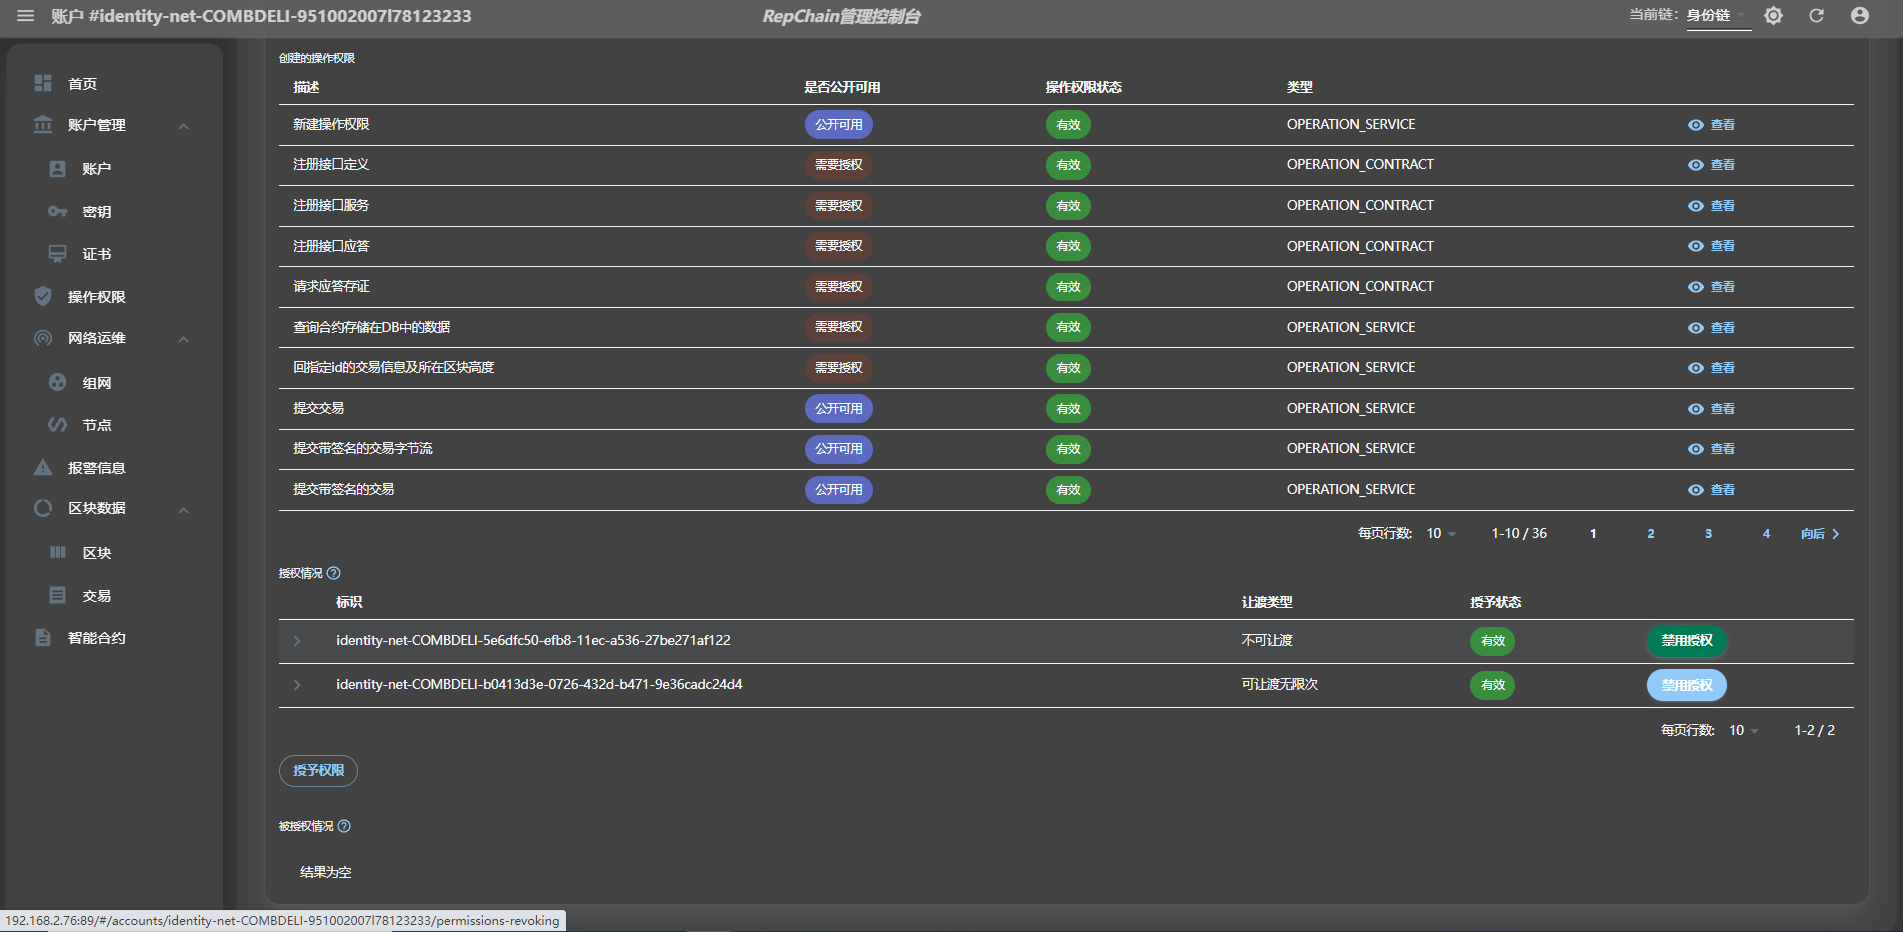 账户 #identity-net-COMBDELI-951002007l78123233
RepChain管理控制台
当前链: 身份链
首页
账户管理
账户
密钥
证书
操作权限
网络运维
组网
节点
报警信息
区块数据
区块
交易
智能合约
创建的操作权限
描述 是否公开可用 操作权限状态 类型
新建操作权限 公开可用 有效 OPERATION_SERVICE 查看
注册接口定义 需要授权 有效 OPERATION_CONTRACT 查看
注册接口服务 需要授权 有效 OPERATION_CONTRACT 查看
注册接口应答 需要授权 有效 OPERATION_CONTRACT 查看
请求应答存证 需要授权 有效 OPERATION_CONTRACT 查看
查询合约存储在DB中的数据 需要授权 有效 OPERATION_SERVICE 查看
回指定id的交易信息及所在区块高度 需要授权 有效 OPERATION_SERVICE 查看
提交交易 公开可用 有效 OPERATION_SERVICE 查看
提交带签名的交易字节流 公开可用 有效 OPERATION_SERVICE 查看
提交带签名的交易 公开可用 有效 OPERATION_SERVICE 查看
每页行数: 10 1-10 / 36 1 2 3 4 向后
授权情况
标识 让渡类型 授予状态
identity-net-COMBDELI-5e6dfc50-efb8-11ec-a536-27be271af122 不可让渡 有效 禁用授权
identity-net-COMBDELI-b0413d3e-0726-432d-b471-9e36cadc24d4 可让渡无限次 有效 禁用授权
每页行数: 10 1-2 / 2
授予权限
被授权情况
结果为空
192.168.2.76:89/#/accounts/identity-net-COMBDELI-951002007l78123233/permissions-revoking